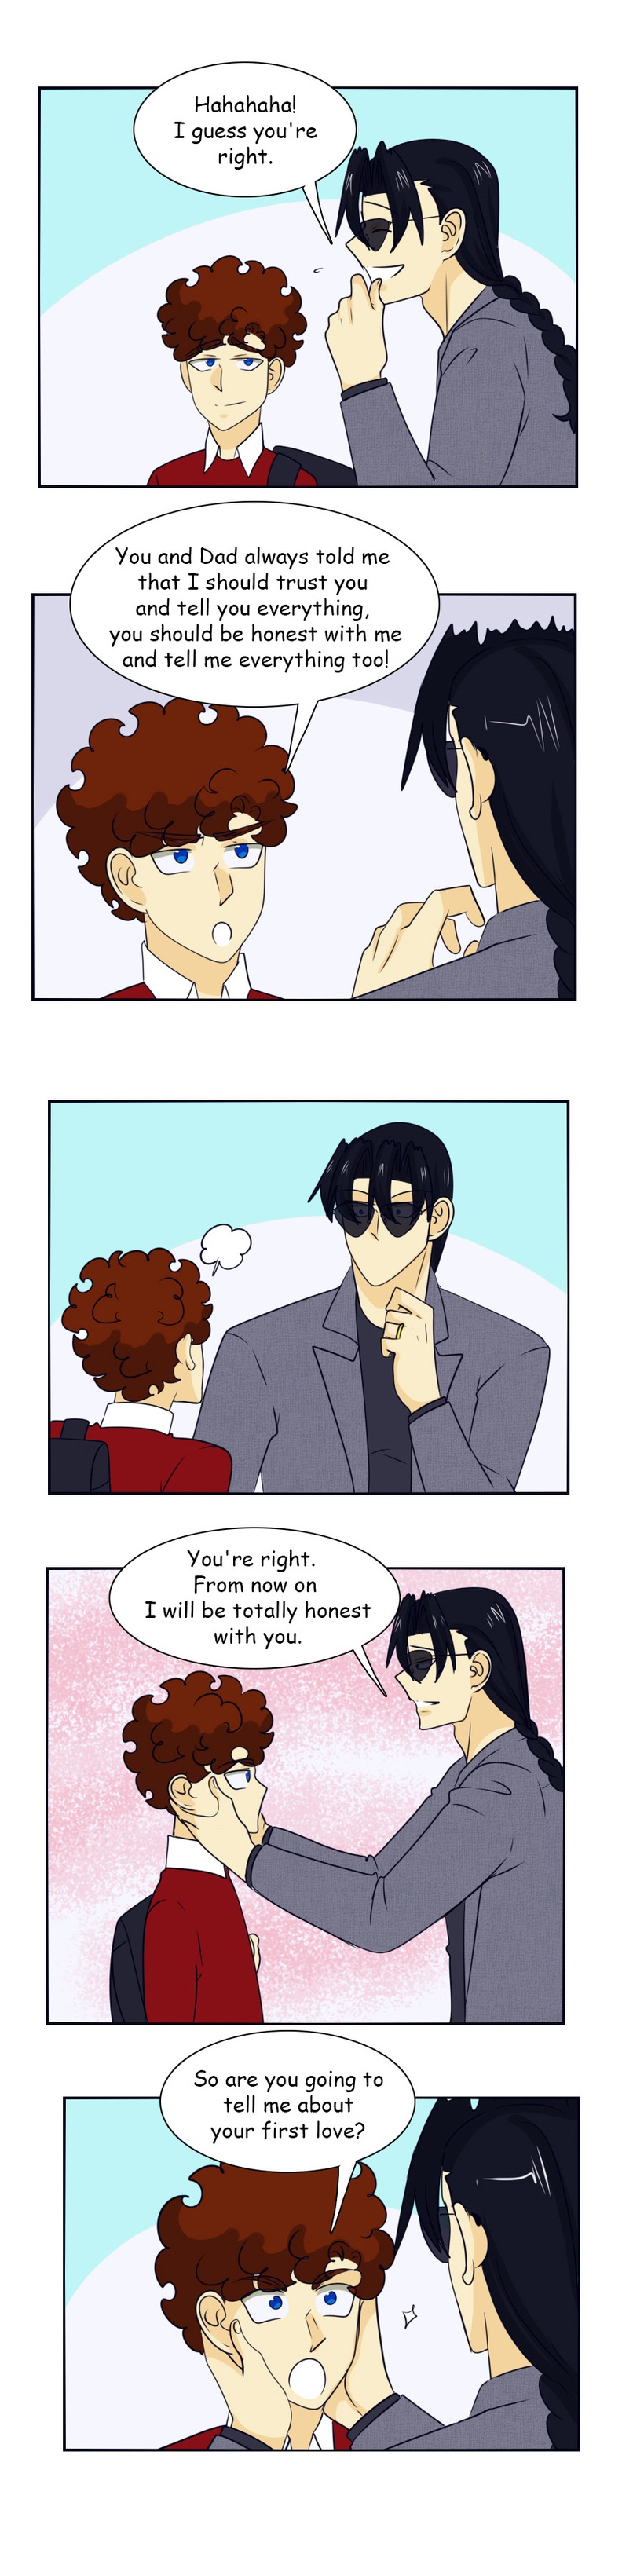 Hahahaha!
I guess you're
right.
You and Dad always told me
that I should trust you
and tell you everything,
you should be honest with me
and tell me everything too!
You're right.
From now on
I will be totally honest
with you.
So are you going to
tell me about
your first love?